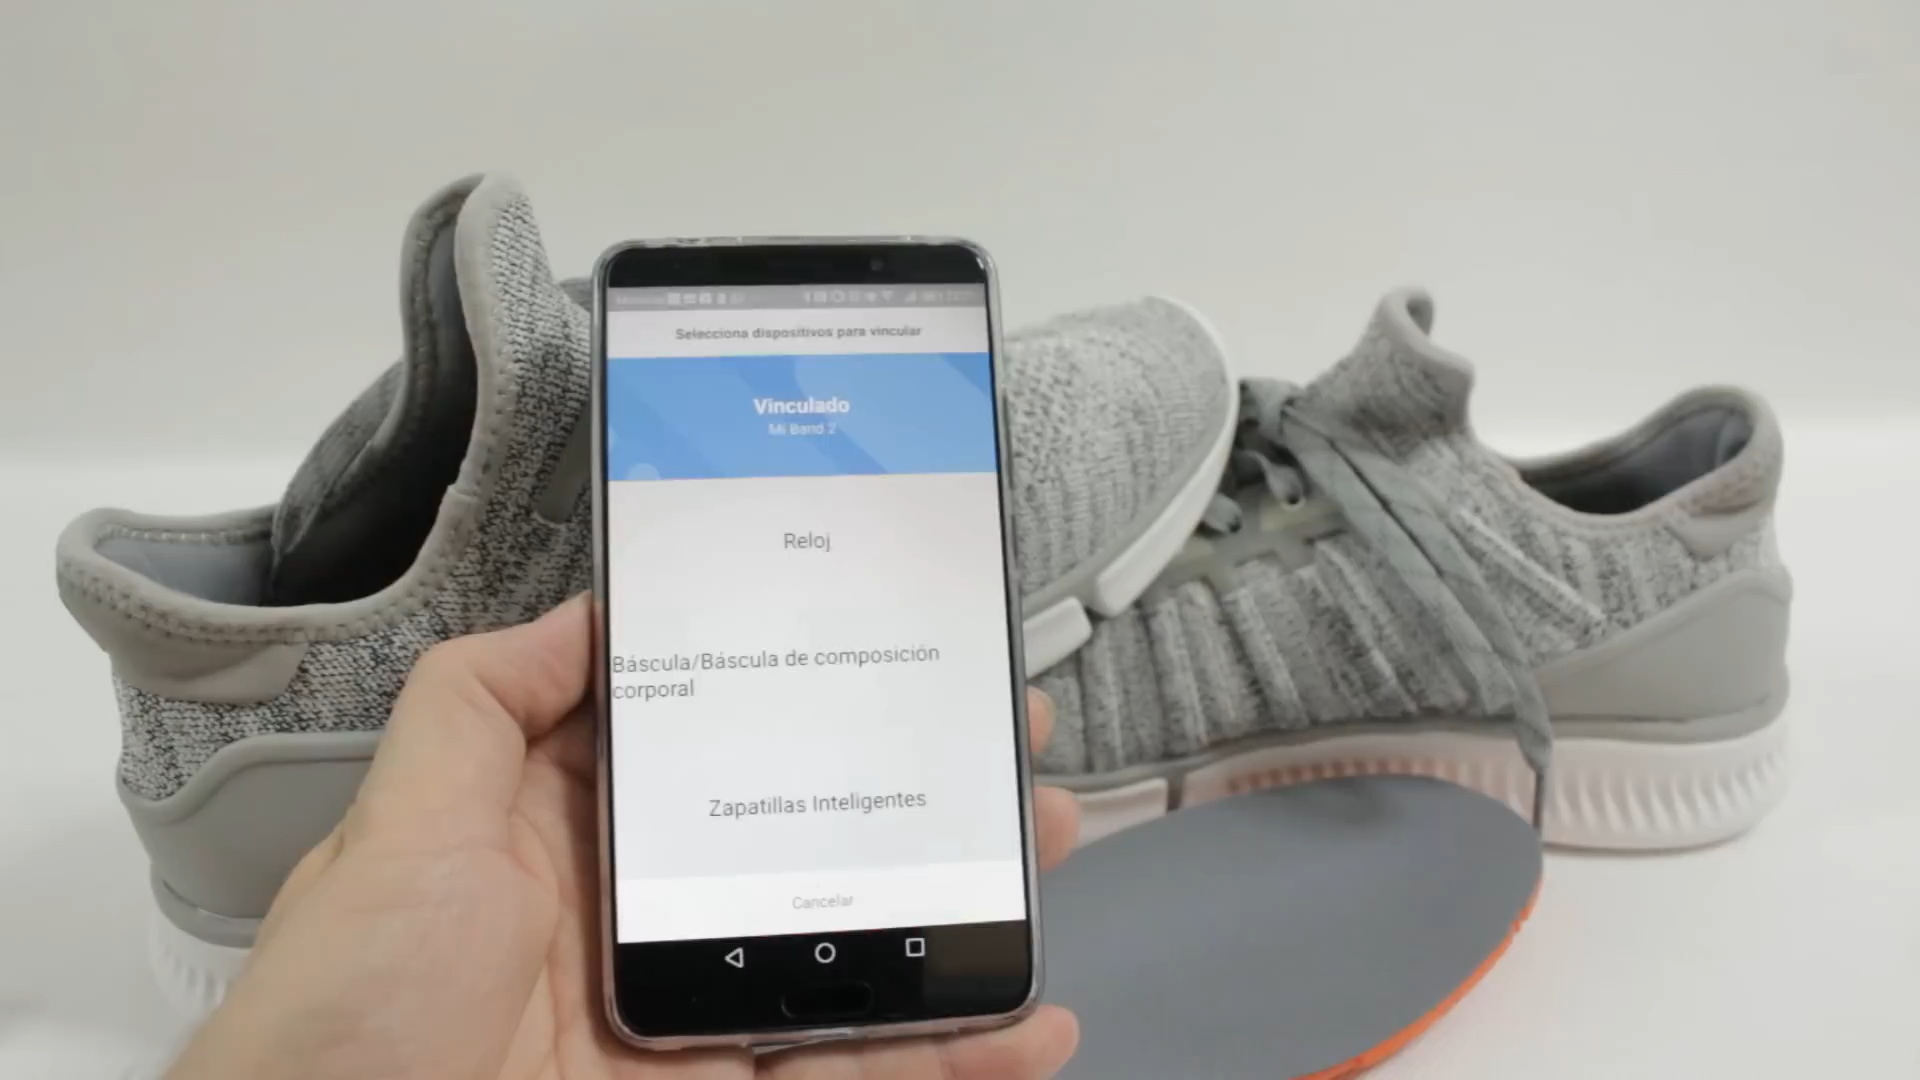 Selecciona dispositivos para vincular
Vinculado
Mi Band 2
Reloj
Báscula/Báscula de composición
corporal
Zapatillas Inteligentes
Cancelar